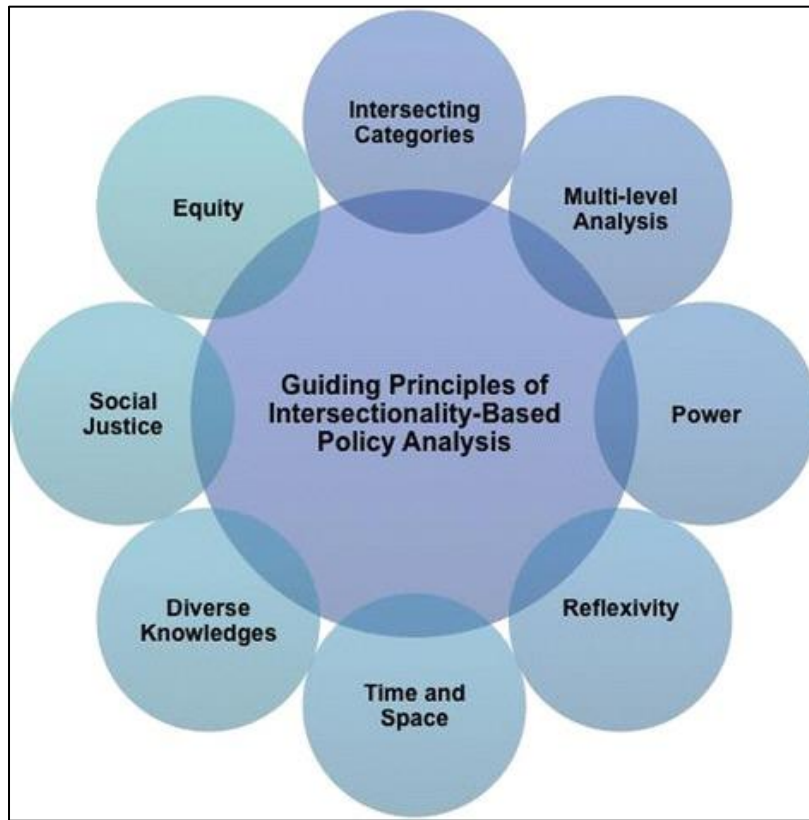 Intersecting
Categories
Multi-level
Analysis
Power
Reflexivity
Time and
Space
Diverse
Knowledges
Social
Justice
Equity
Guiding Principles of
Intersectionality-Based
Policy Analysis